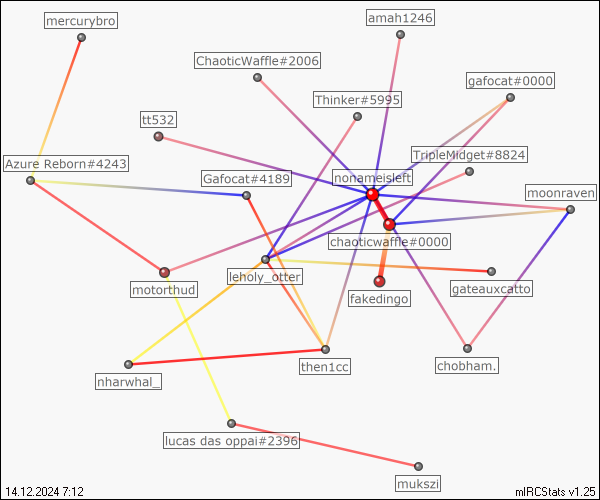 mercurybro
amah1246
ChaoticWaffle#2006
gafocat#0000
Thinker#5995
tt532
TripleMidget#8824
Azure Reborn#4243
Gafocat#4189
nonameisleft
moonraven
chaoticwaffle#0000
leholy_otter
motorthud
fakedingo
gateauxcatto
then1cc
chobham.
nharwhal_
lucas das oppai#2396
mukszi
14.12.2024 7:12
mIRCStats v1.25